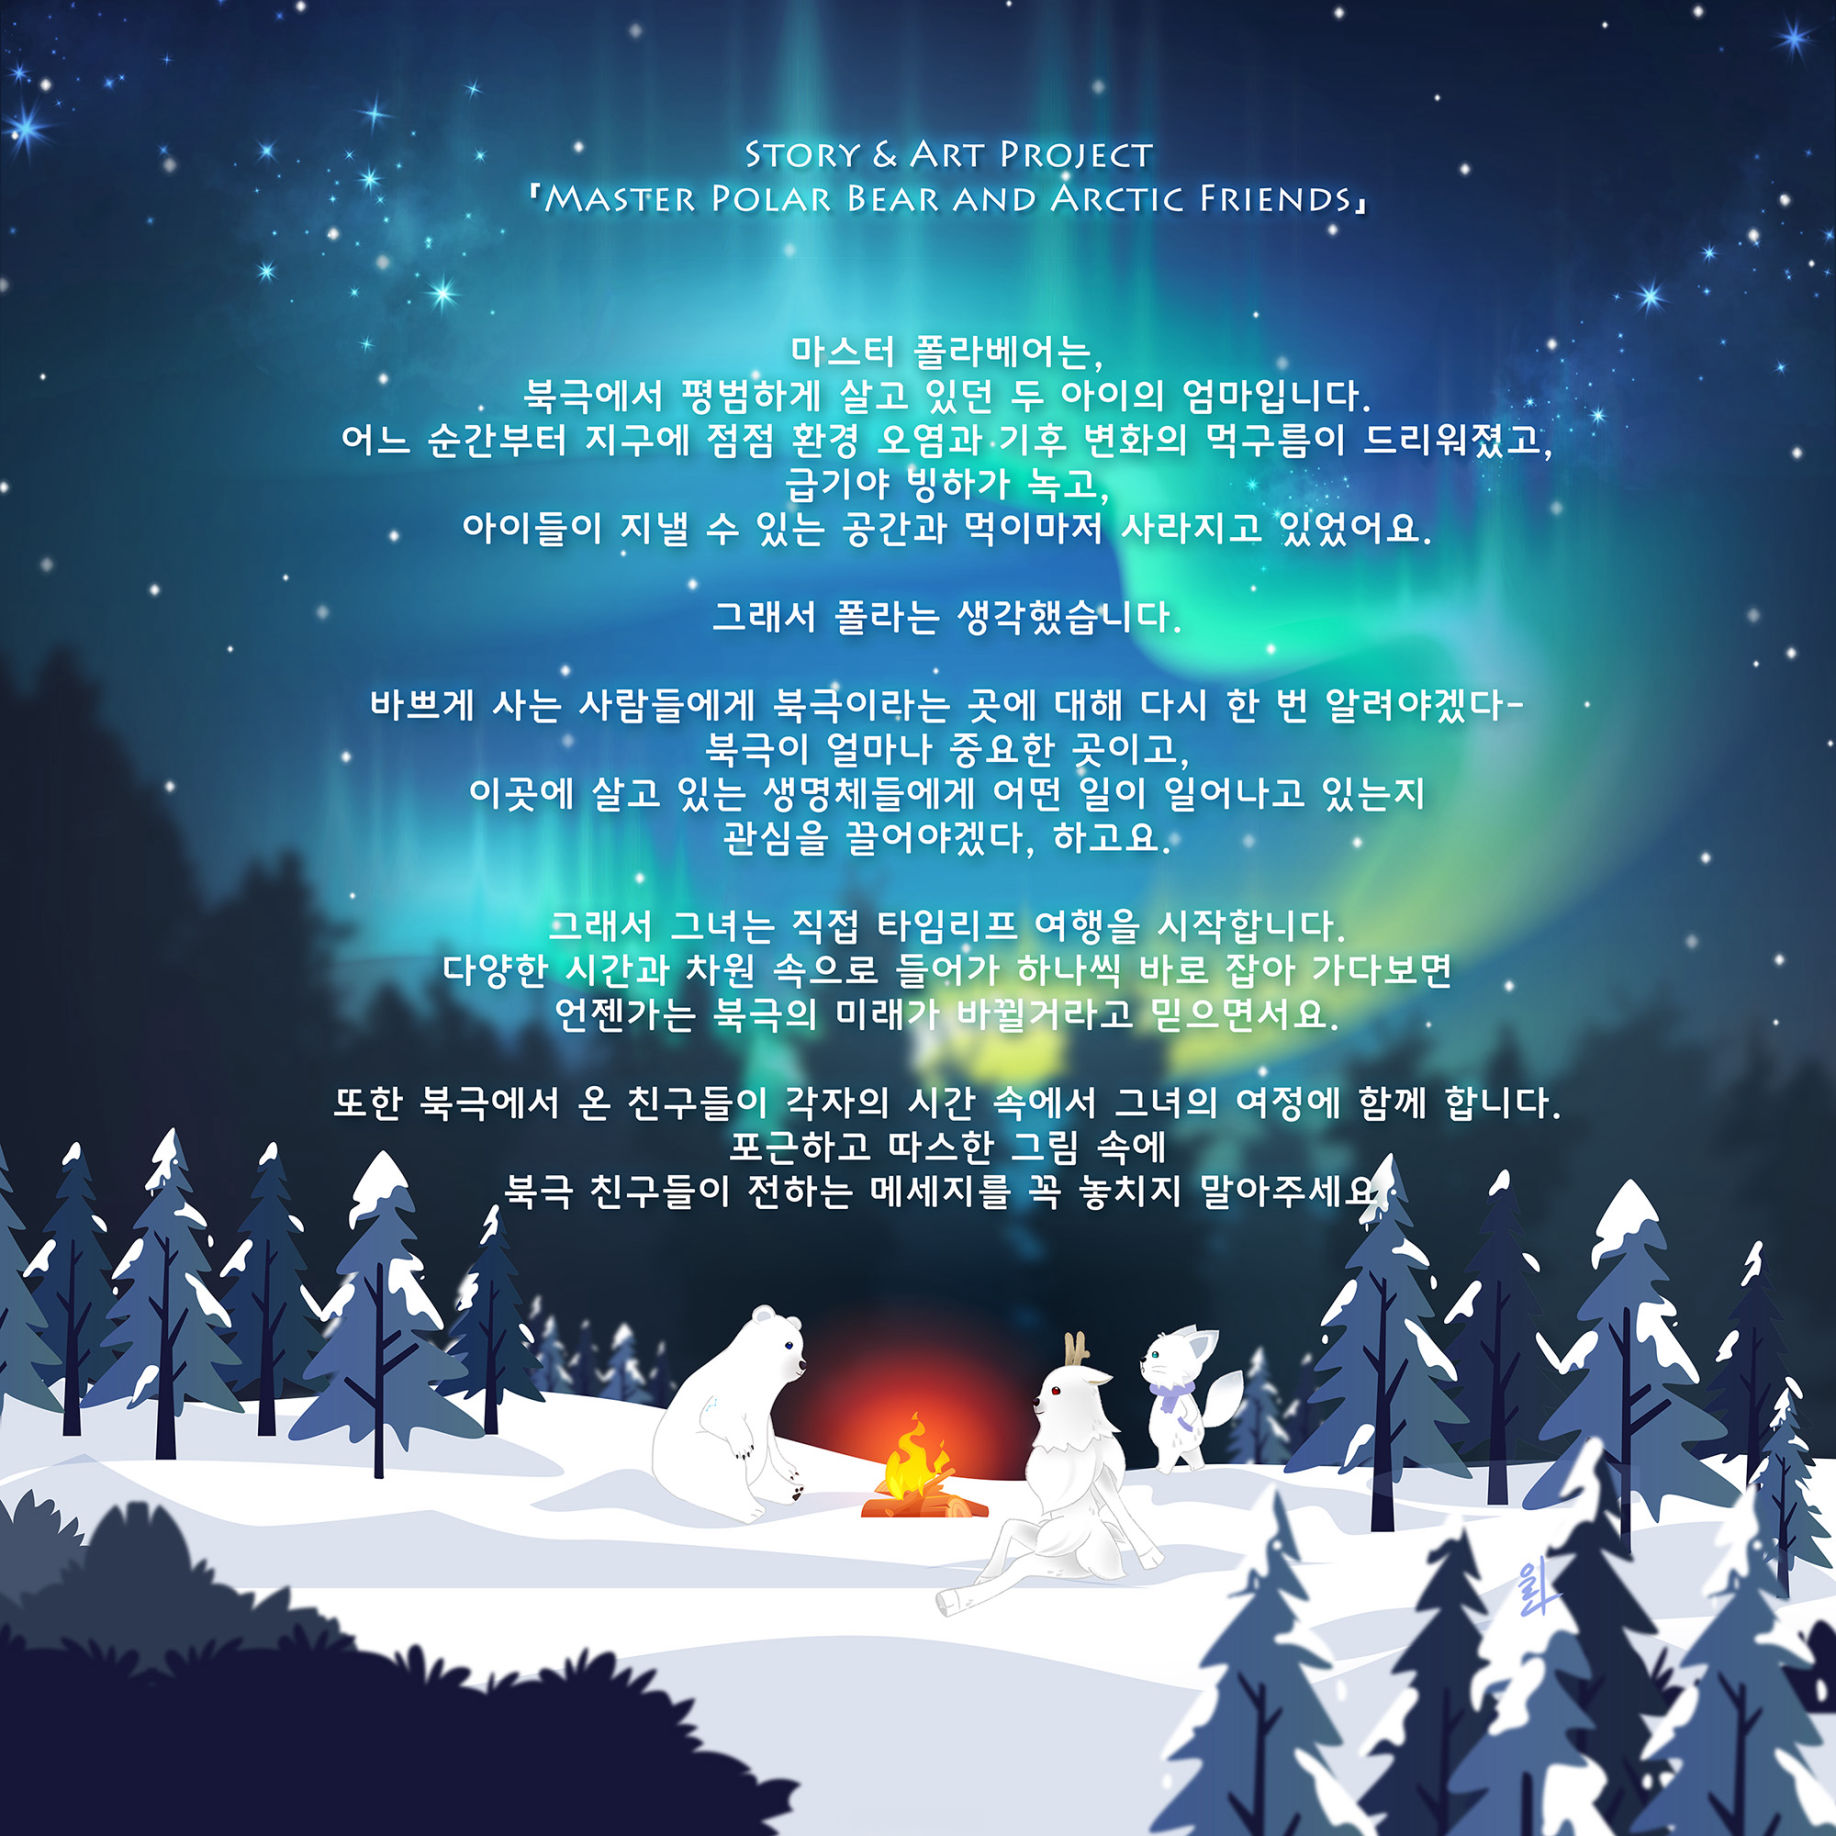 STORY & ART PROJECT
『MASTER POLAR BEAR AND ARCTIC FRIENDS』
마스터 폴라베어는,
북극에서 평범하게 살고 있던 두 아이의 엄마입니다.
어느 순간부터 지구에 점점 환경 오염과 기후 변화의 먹구름이 드리워졌고,
급기야 빙하가 녹고,
아이들이 지낼 수 있는 공간과 먹이마저 사라지고 있었어요.
그래서 폴라는 생각했습니다.
바쁘게 사는 사람들에게 북극이라는 곳에 대해 다시 한 번 알려야겠다-
북극이 얼마나 중요한 곳이고,
이곳에 살고 있는 생명체들에게 어떤 일이 일어나고 있는지
관심을 끌어야겠다, 하고요.
그래서 그녀는 직접 타임리프 여행을 시작합니다.
다양한 시간과 차원 속으로 들어가 하나씩 바로 잡아 가다보면
언젠가는 북극의 미래가 바뀔거라고 믿으면서요.
또한 북극에서 온 친구들이 각자의 시간 속에서 그녀의 여정에 함께 합니다.
포근하고 따스한 그림 속에
북극 친구들이 전하는 메세지를 꼭 놓치지 말아주세요.